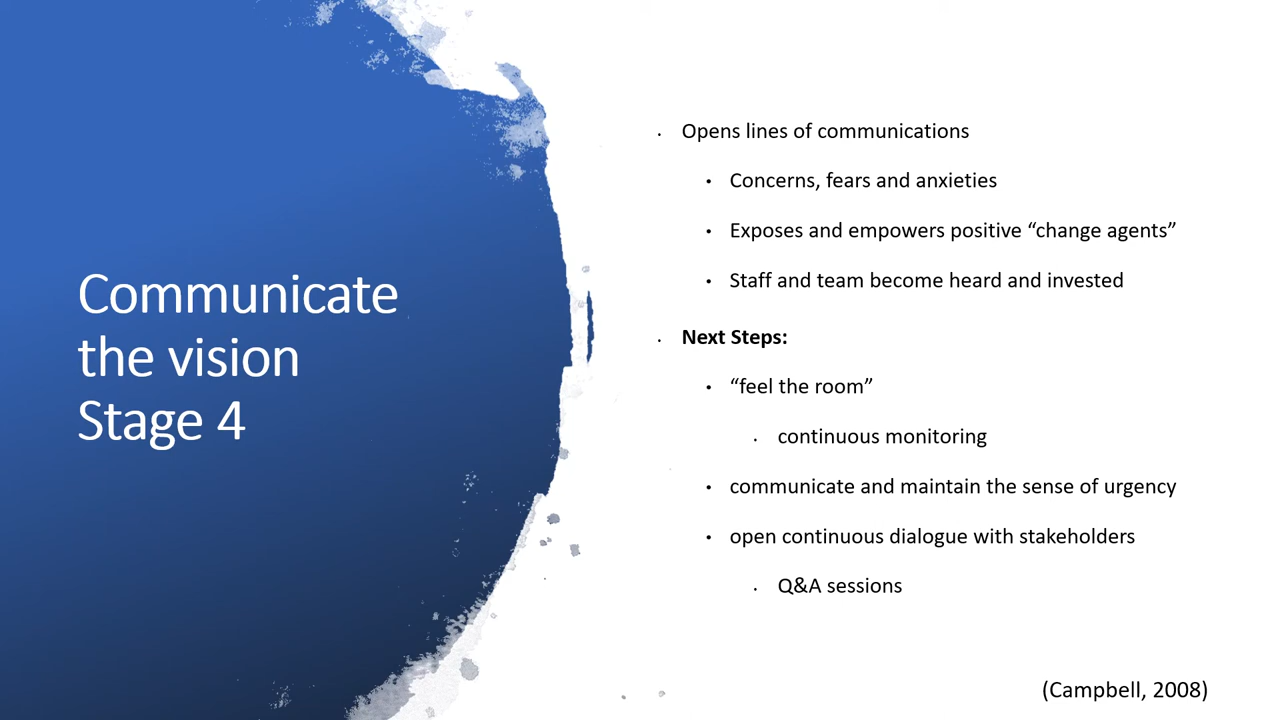 Communicate
the vision
Stage 4
• Opens lines of communications
• Concerns, fears and anxieties
• Exposes and empowers positive “change agents”
• Staff and team become heard and invested
• Next Steps:
• “feel the room”
• continuous monitoring
• communicate and maintain the sense of urgency
• open continuous dialogue with stakeholders
• Q&A sessions
(Campbell, 2008)